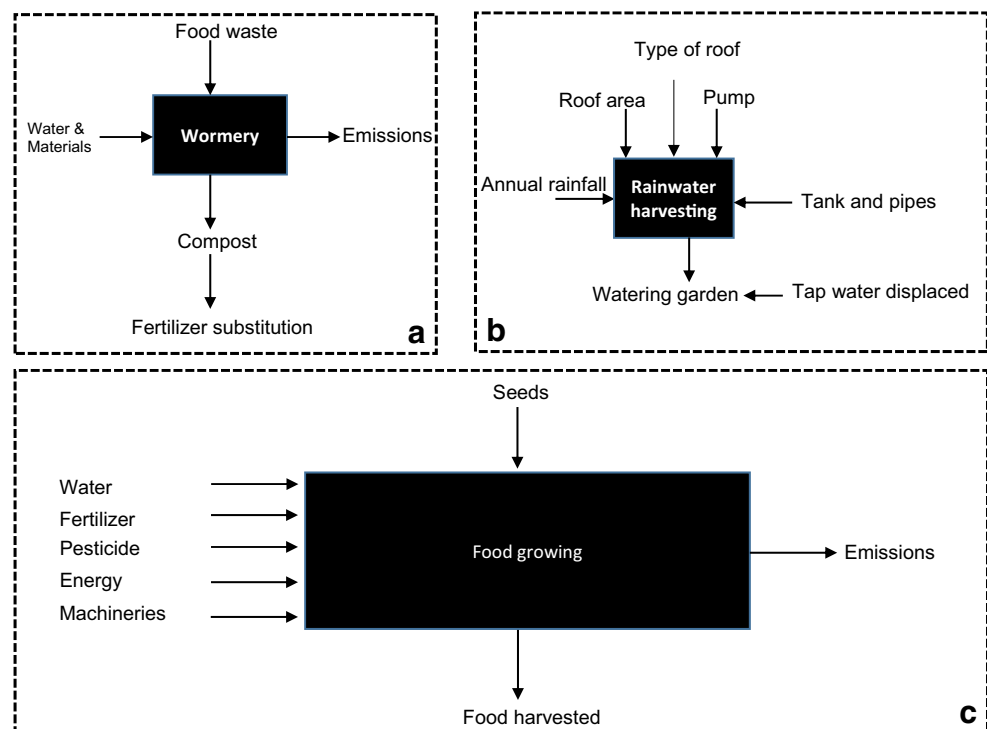 Food waste
Water &
Materials
Wormery
Emissions
Compost
Fertilizer substitution
a
Type of roof
Roof area
Pump
Annual rainfall
Rainwater
harvesting
Tank and pipes
Watering garden
Tap water displaced
b
Seeds
Water
Fertilizer
Pesticide
Energy
Machineries
Food growing
Emissions
Food harvested
c